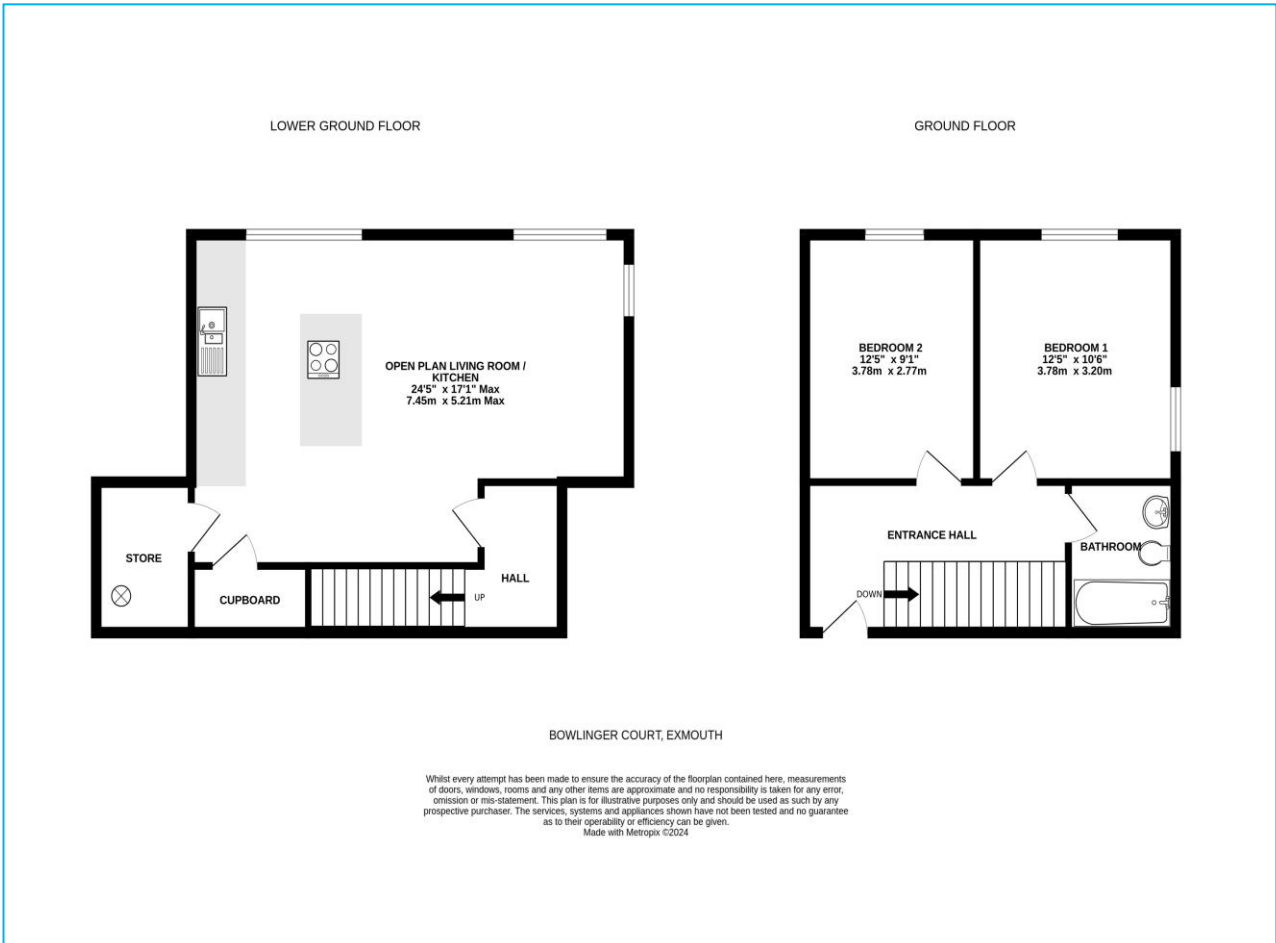 LOWER GROUND FLOOR
GROUND FLOOR
OPEN PLAN LIVING ROOM /
KITCHEN
24'5" x 17'1" Max
7.45m x 5.21m Max
STORE
CUPBOARD
UP
HALL
BEDROOM 2
12'5" x 9'1"
3.78m x 2.77m
BEDROOM 1
12'5" x 10'6"
3.78m x 3.20m
ENTRANCE HALL
BATHROOM
DOWN
BOWLINGER COURT, EXMOUTH
Whilst every attempt has been made to ensure the accuracy of the floorplan contained here, measurements
of doors, windows, rooms and any other items are approximate and no responsibility is taken for any error,
omission or mis-statement. This plan is for illustrative purposes only and should be used as such by any
prospective purchaser. The services, systems and appliances shown have not been tested and no guarantee
as to their operability or efficiency can be given.
Made with Metropix ©2024